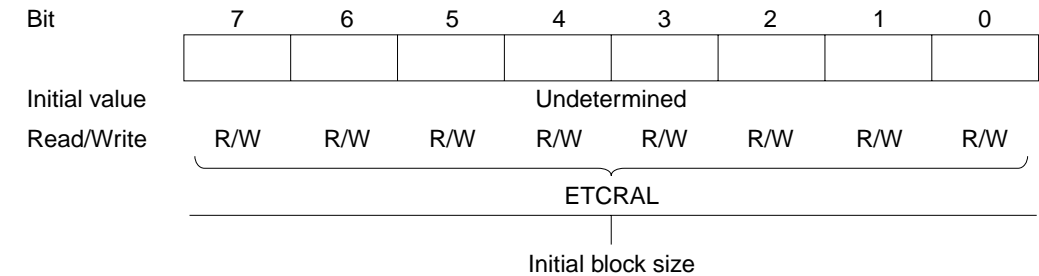 Bit 7 6 5 4 3 2 1 0
Initial value Undetermined
Read/Write R/W R/W R/W R/W R/W R/W R/W R/W
ETCRAL
Initial block size